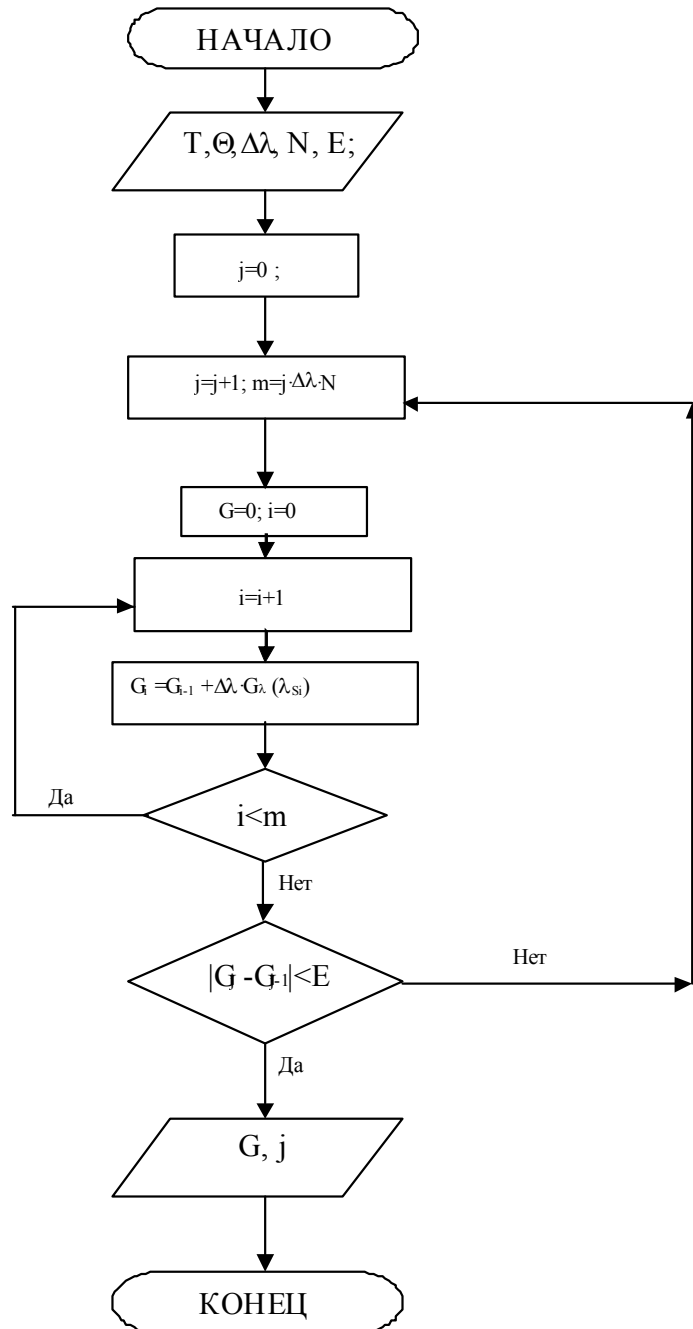 НАЧАЛО
T,Θ,Δλ, N, E;
j=0 ;
j=j+1; m=j·Δλ·N
G=0; i=0
i=i+1
Gi =Gi-1 +Δλ·Gλ (λSi)
Да
i<m
Нет
|Gj -Gj-1|<E
Нет
Да
G, j
КОНЕЦ